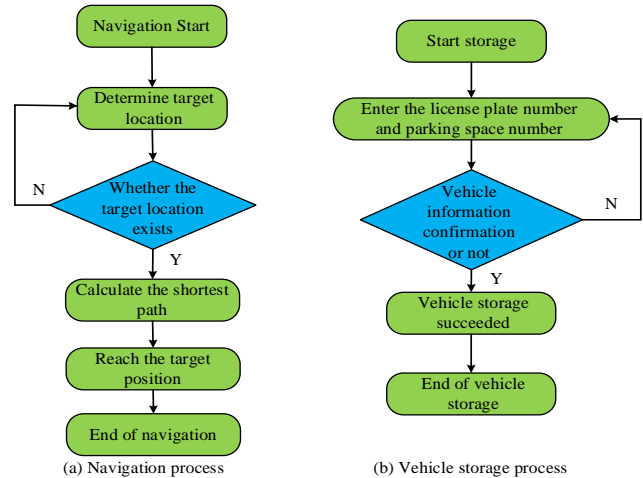 Navigation Start
Determine target
location
N
Whether the
target location
exists
Y
Calculate the shortest
path
Reach the target
position
End of navigation
(a) Navigation process
Start storage
Enter the license plate number
and parking space number
Vehicle
information
confirmation
or not
N
Y
Vehicle storage
succeeded
End of vehicle
storage
(b) Vehicle storage process